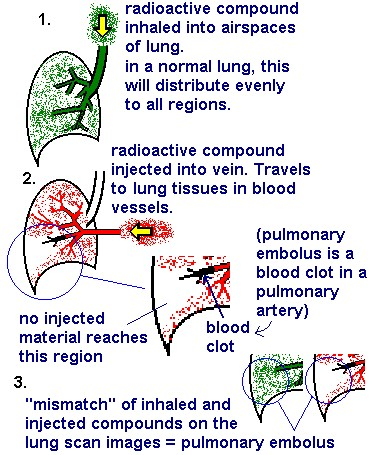 1.
radioactive compound
inhaled into airspaces
of lung.
in a normal lung, this
will distribute evenly
to all regions.
2.
radioactive compound
injected into vein. Travels
to lung tissues in blood
vessels.
(pulmonary
embolus is a
blood clot in a
pulmonary
artery)
blood
clot
no injected
material reaches
this region
3.
"mismatch" of inhaled and
injected compounds on the
lung scan images = pulmonary embolus